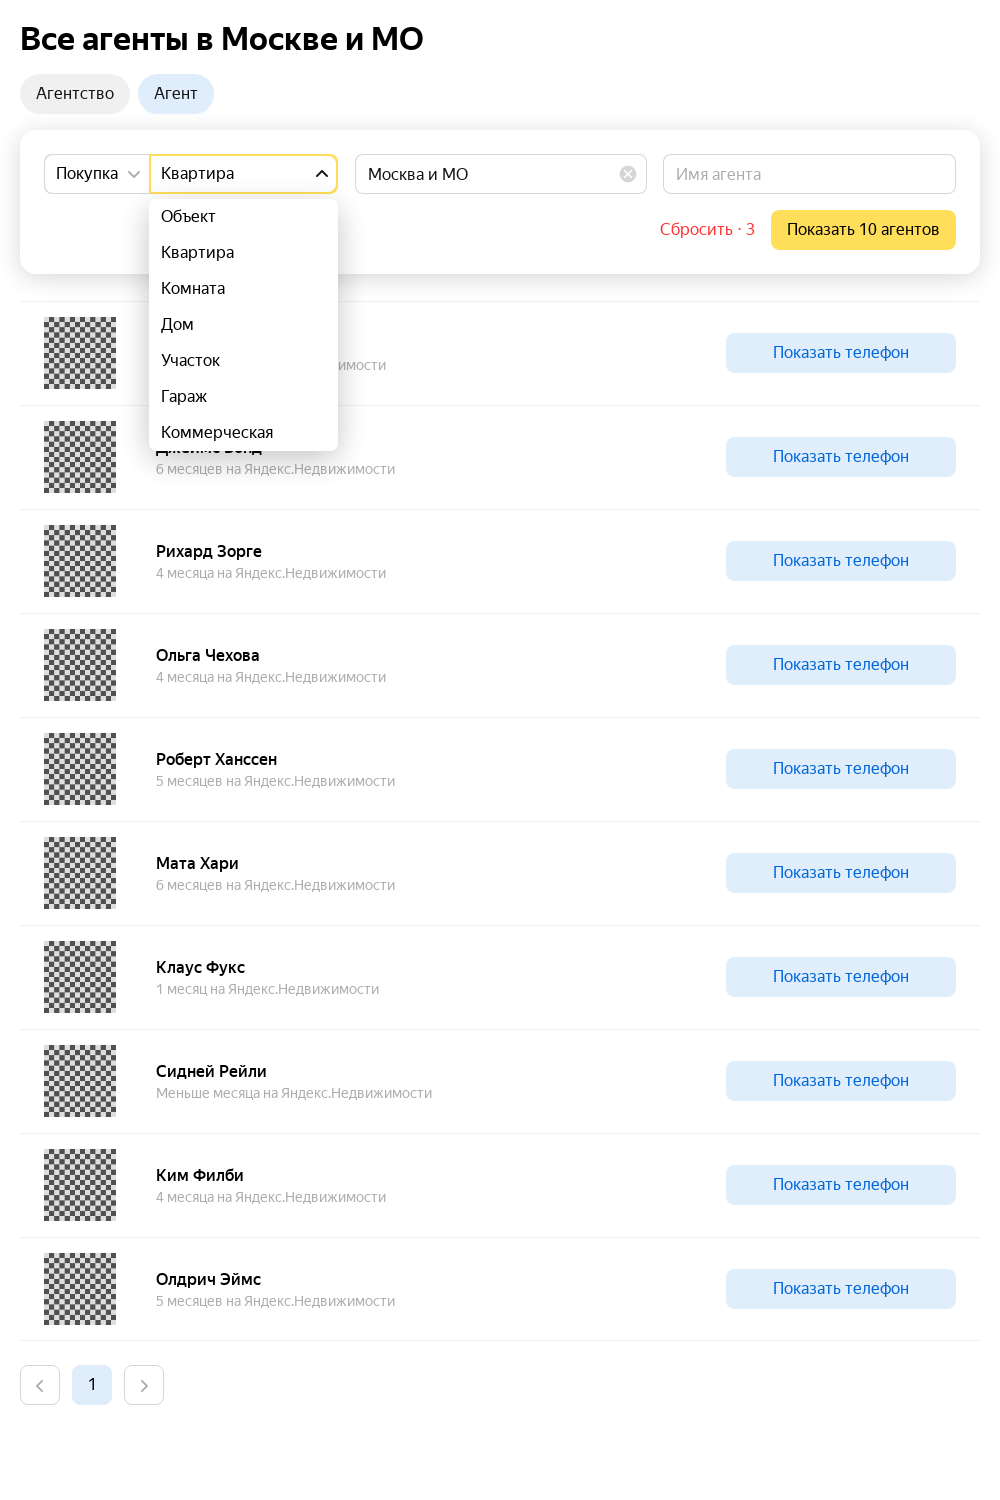 Все агенты в Москве и МО
Агентство Агент
Покупка Квартира Москва и МО Имя агента
Сбросить · 3 Показать 10 агентов
Объект
Квартира
Комната
Дом
Участок
Гараж
Коммерческая
Показать телефон
6 месяцев на Яндекс.Недвижимости
Показать телефон
Рихард Зорге
4 месяца на Яндекс.Недвижимости
Показать телефон
Ольга Чехова
4 месяца на Яндекс.Недвижимости
Показать телефон
Роберт Ханссен
5 месяцев на Яндекс.Недвижимости
Показать телефон
Мата Хари
6 месяцев на Яндекс.Недвижимости
Показать телефон
Клаус Фукс
1 месяц на Яндекс.Недвижимости
Показать телефон
Сидней Рейли
Меньше месяца на Яндекс.Недвижимости
Показать телефон
Ким Филби
4 месяца на Яндекс.Недвижимости
Показать телефон
Олдрич Эймс
5 месяцев на Яндекс.Недвижимости
Показать телефон
1